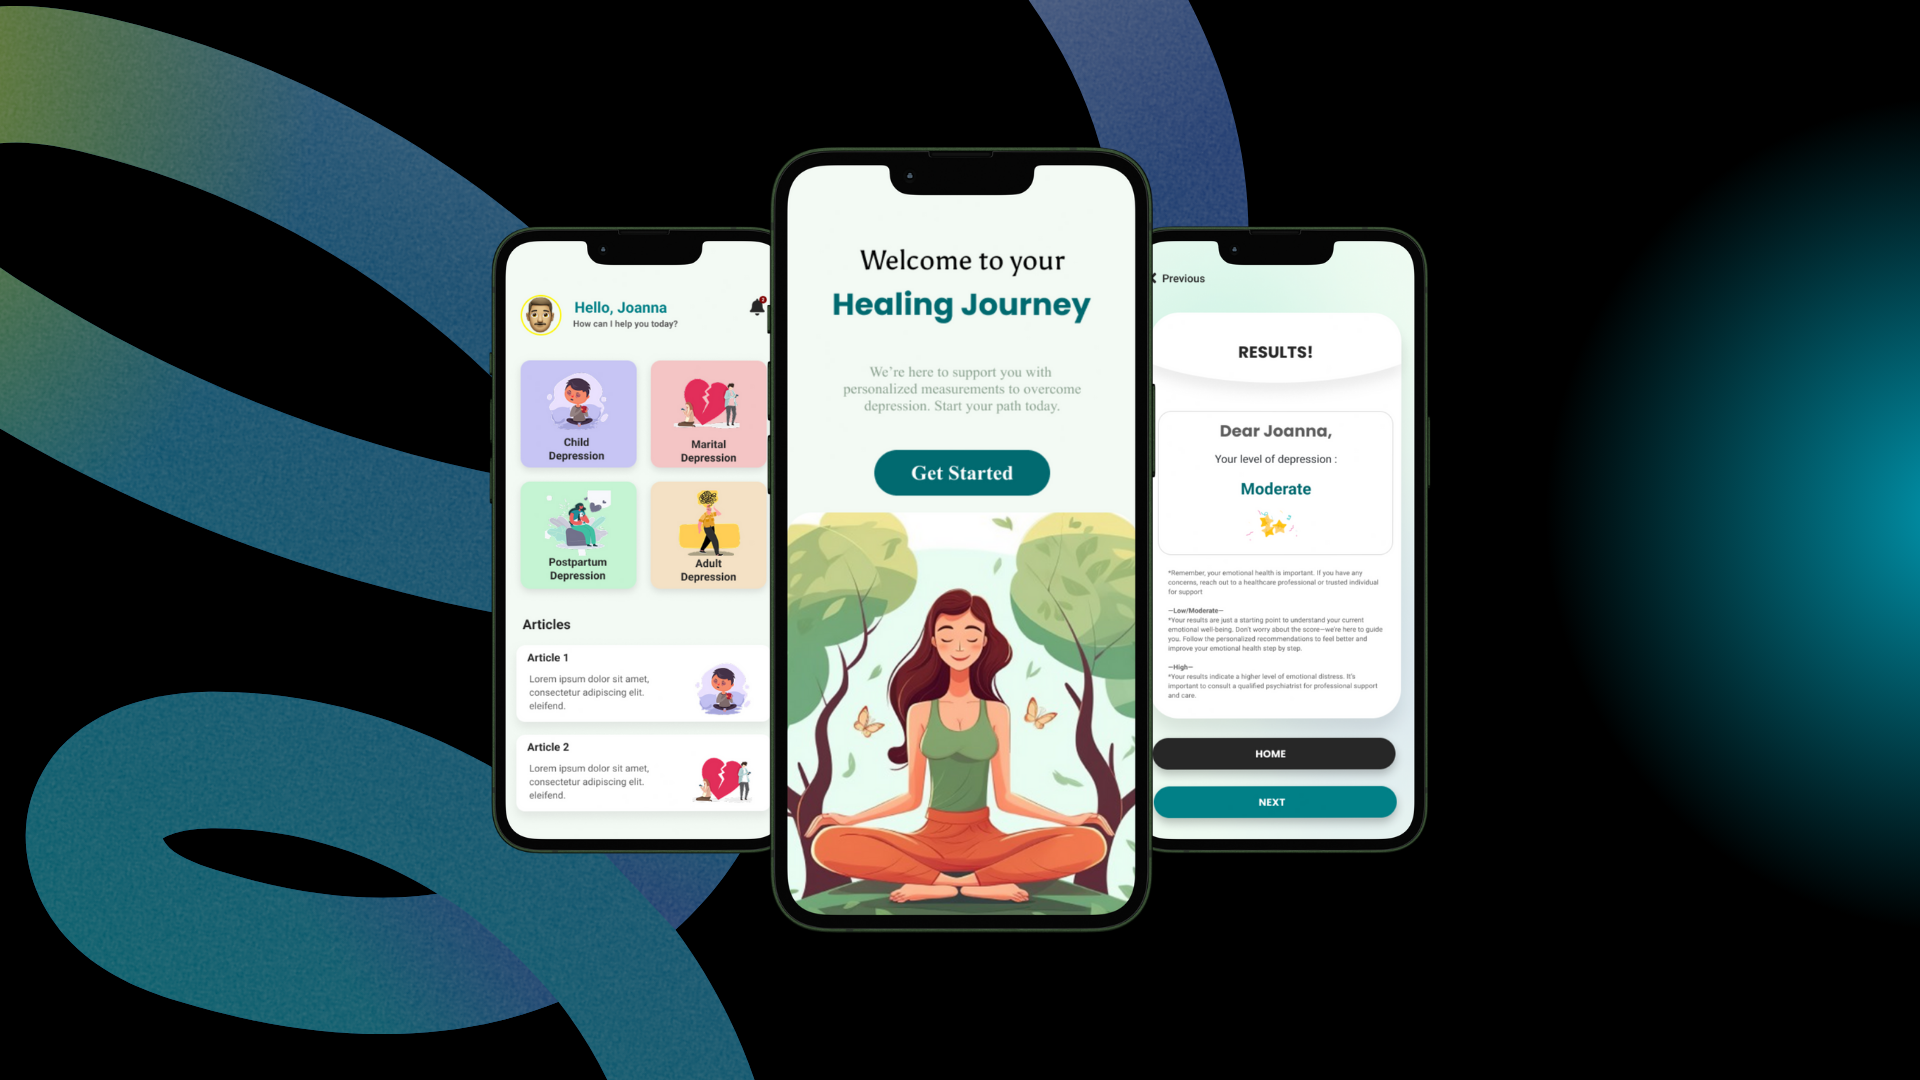 Hello, Joanna
How can I help you today?
Child
Depression
Marital
Depression
Postpartum
Depression
Adult
Depression
Articles
Article 1
Lorem ipsum dolor sit amet,
consectetur adipiscing elit.
eleifend.
Article 2
Lorem ipsum dolor sit amet,
consectetur adipiscing elit.
eleifend.
Welcome to your
Healing Journey
We're here to support you with
personalized measurements to overcome
depression. Start your path today.
Get Started
Previous
RESULTS!
Dear Joanna,
Your level of depression :
Moderate
*Remember, your emotional health is important. If you have any
concerns, reach out to a healthcare professional or trusted individual
for support
—Low/Moderate—
*Your results are just a starting point to understand your current
emotional well-being. Don't worry about the score—we're here to guide
you. Follow the personalized recommendations to feel better and
improve your emotional health step by step.
—High—
*Your results indicate a higher level of emotional distress. It's
important to consult a qualified psychiatrist for professional support
and care.
HOME
NEXT